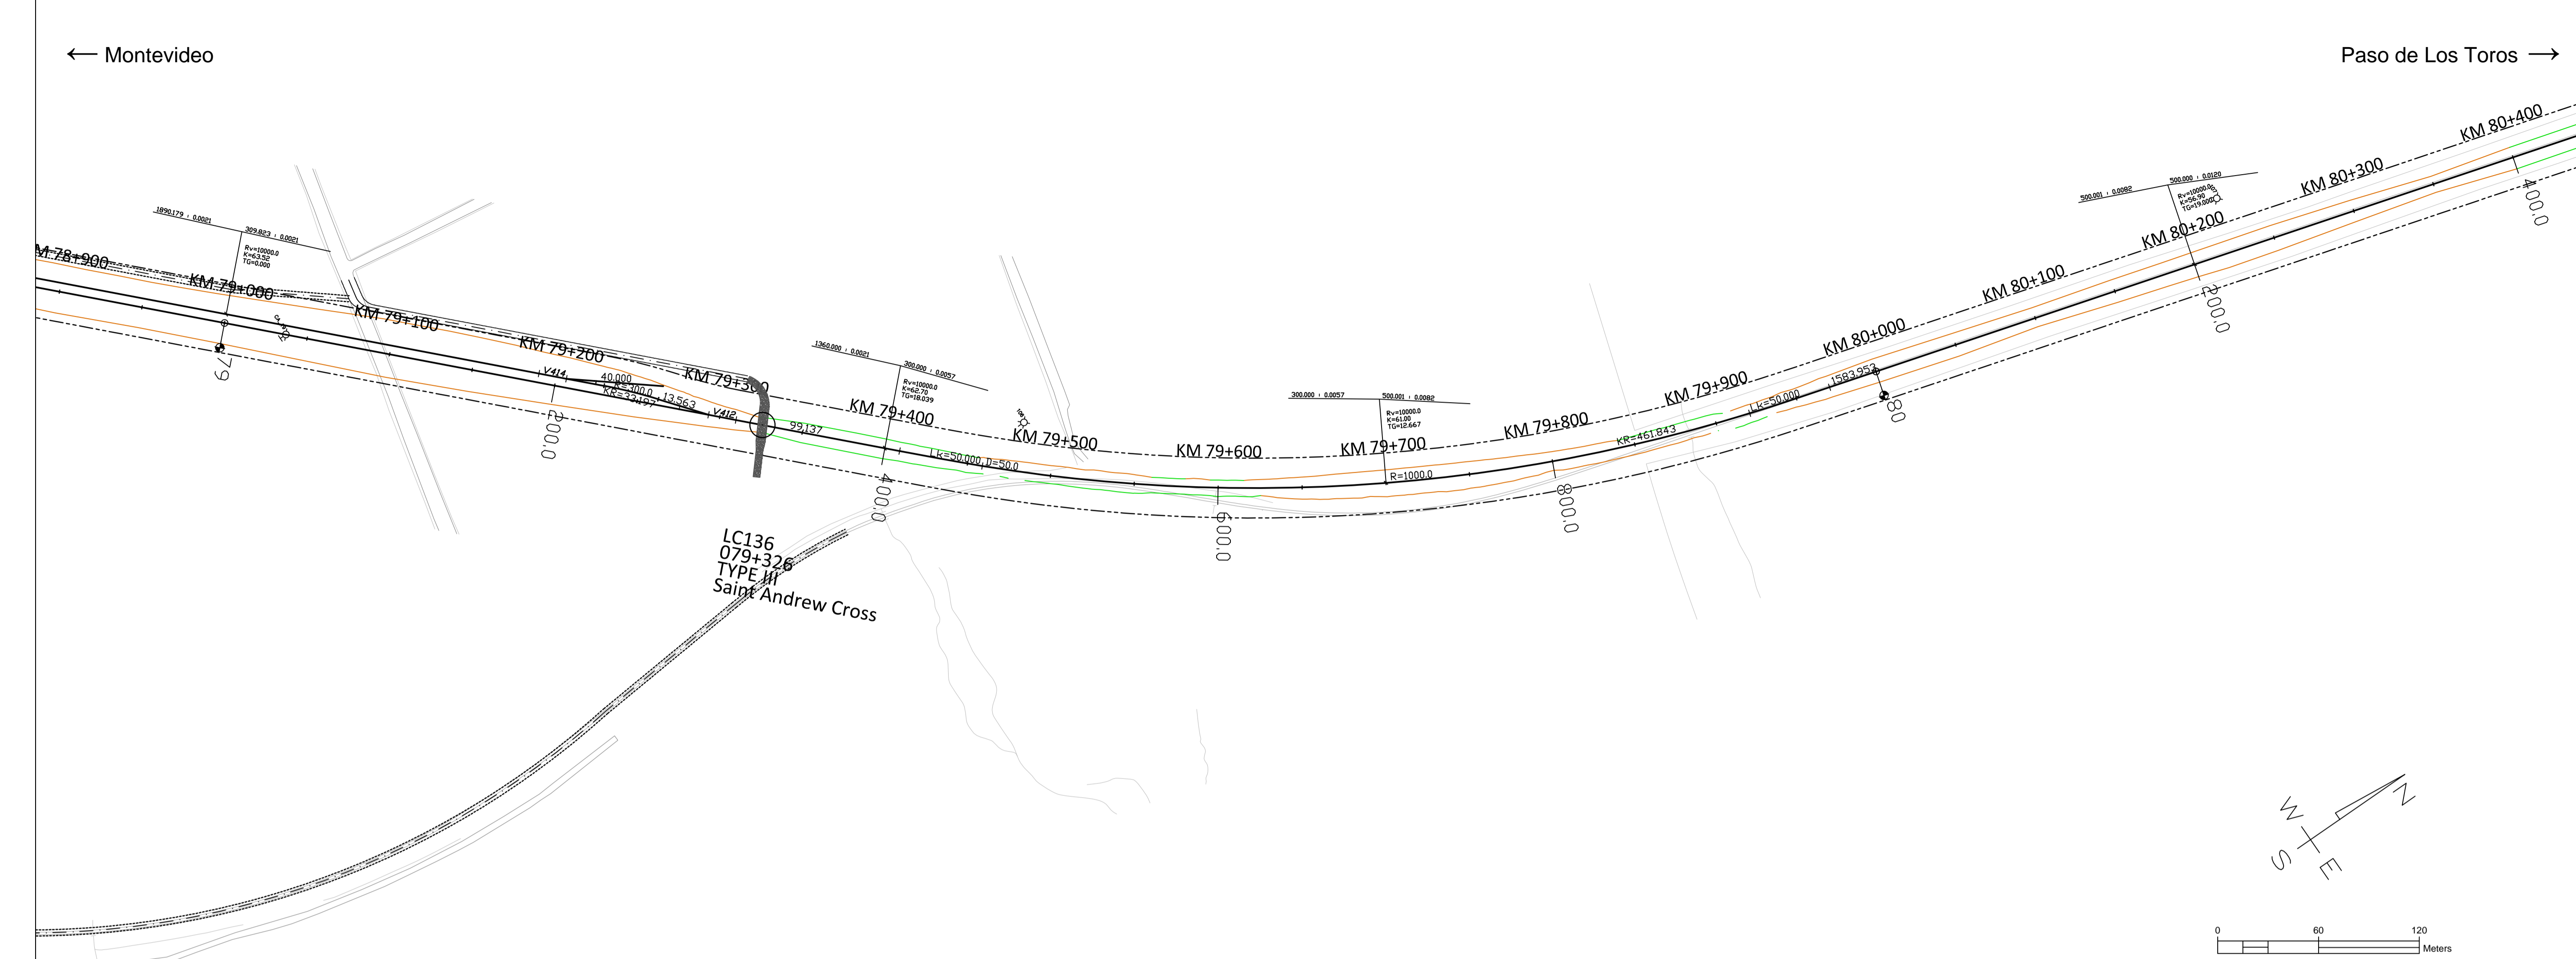 ← Montevideo
Paso de Los Toros →
KM 80+400
KM 80+300
500.001 : 0.0082
500.000 : 0.0120
Rv=10000.0
K=56.90
TG=19.000
400,0
KM 80+200
200,0
KM 80+100
KM 80+000
1583,953
80
Lk=50.000
KM 79+900
KR=461.843
KM 79+800
800,0
300.000 : 0.0057
500.001 : 0.0082
Rv=10000.0
K=61.00
TG=12.667
KM 79+700
R=1000.0
KM 79+600
600,0
KM 79+500
Lk=50.000,D=50.0
1360.000 : 0.0021
300.000 : 0.0057
Rv=10000.0
K=62.70
TG=18.039
KM 79+400
400,0
99,137
KM 79+300
V412
KM 79+200
V414
40.000
R=300.0
13.563
KR=33.197
200,0
KM 79+100
1890.179 : 0.0021
309.823 : 0.0021
Rv=10000.0
K=63.52
TG=0.000
KM 79+000
79
M 78+900
LC136
079+326
TYPE III
Saint Andrew Cross
N
W
E
S
0 60 120
Meters